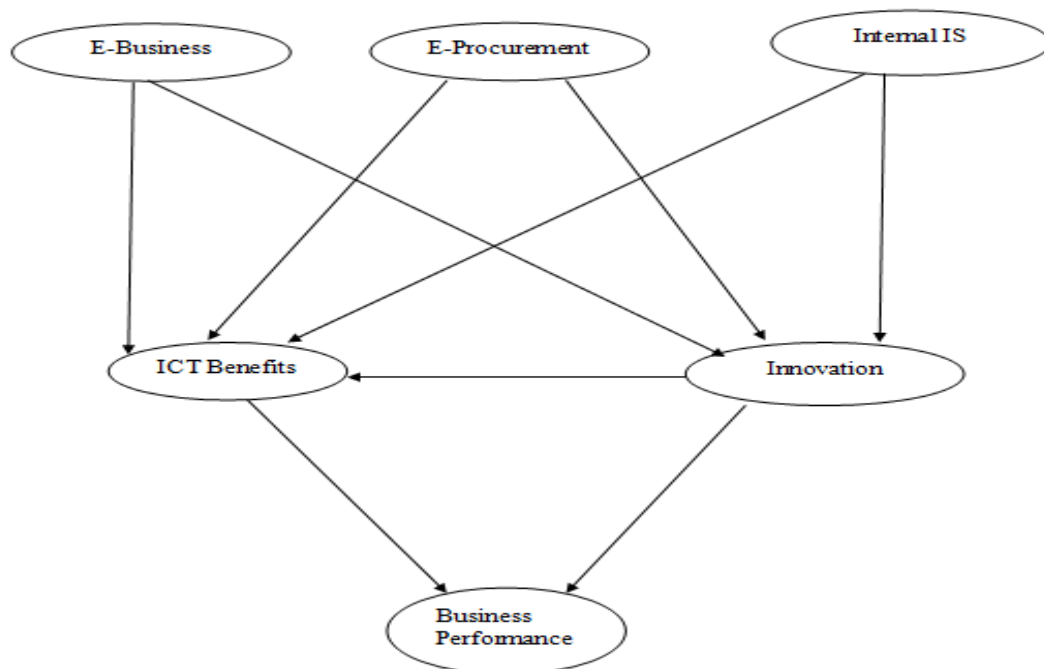 E-Business
E-Procurement
Internal IS
ICT Benefits
Innovation
Business
Performance